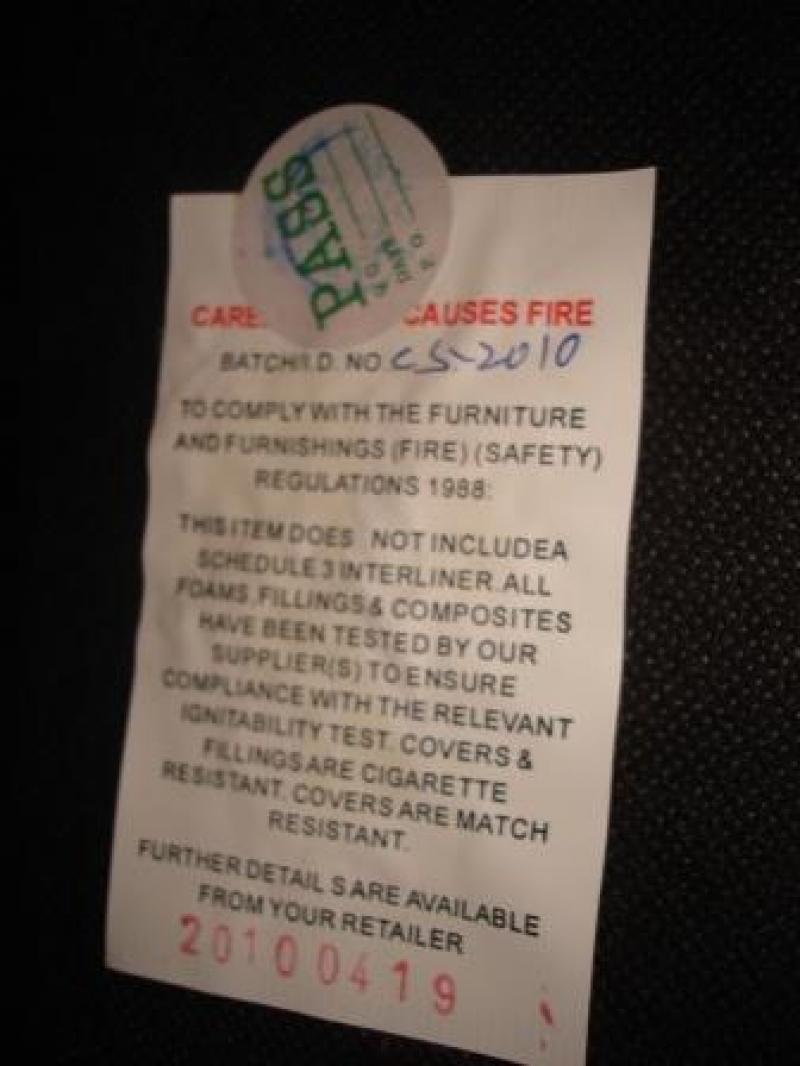 PASS
CARE CAUSES FIRE
BATCH/I.D. NO. CS-2010
TO COMPLY WITH THE FURNITURE
AND FURNISHINGS (FIRE) (SAFETY)
REGULATIONS 1988:
THIS ITEM DOES NOT INCLUDEA
SCHEDULE 3 INTERLINER. ALL
FOAMS, FILLINGS & COMPOSITES
HAVE BEEN TESTED BY OUR
SUPPLIER(S) TO ENSURE
COMPLIANCE WITH THE RELEVANT
IGNITABILITY TEST. COVERS &
FILLINGS ARE CIGARETTE
RESISTANT. COVERS ARE MATCH
RESISTANT.
FURTHER DETAIL S ARE AVAILABLE
FROM YOUR RETAILER
20100419